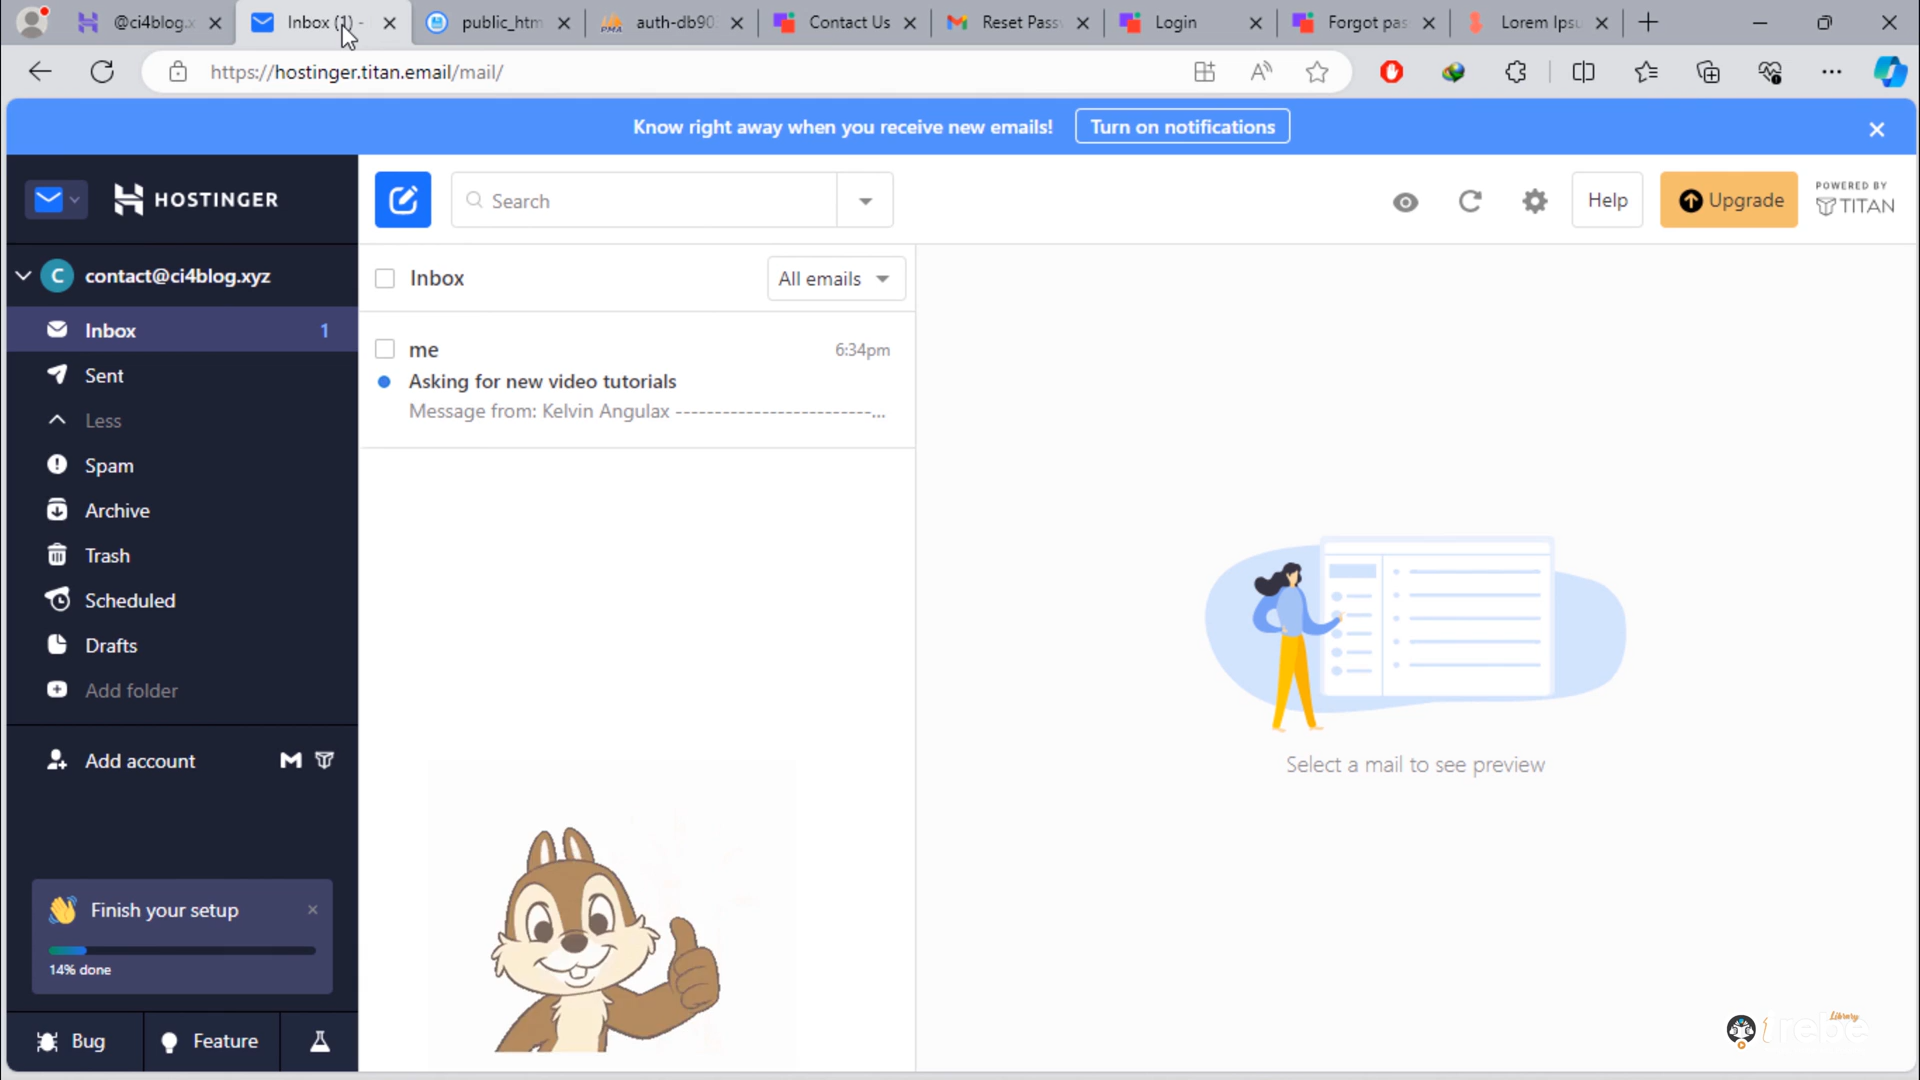 @ci4blog.x
Inbox (1) -
public_htm
auth-db90
Contact Us
Reset Pass
Login
Forgot pas
Lorem Ipsu
https://hostinger.titan.email/mail/
Know right away when you receive new emails!
Turn on notifications
HOSTINGER
Search
Help
Upgrade
POWERED BY
TITAN
C
contact@ci4blog.xyz
Inbox
All emails
Inbox 1
me 6:34pm
Sent
Asking for new video tutorials
Message from: Kelvin Angulax --------------------------...
Less
Spam
Archive
Trash
Scheduled
Drafts
Add folder
Add account
Select a mail to see preview
Finish your setup
14% done
Bug
Feature
Library
irebe